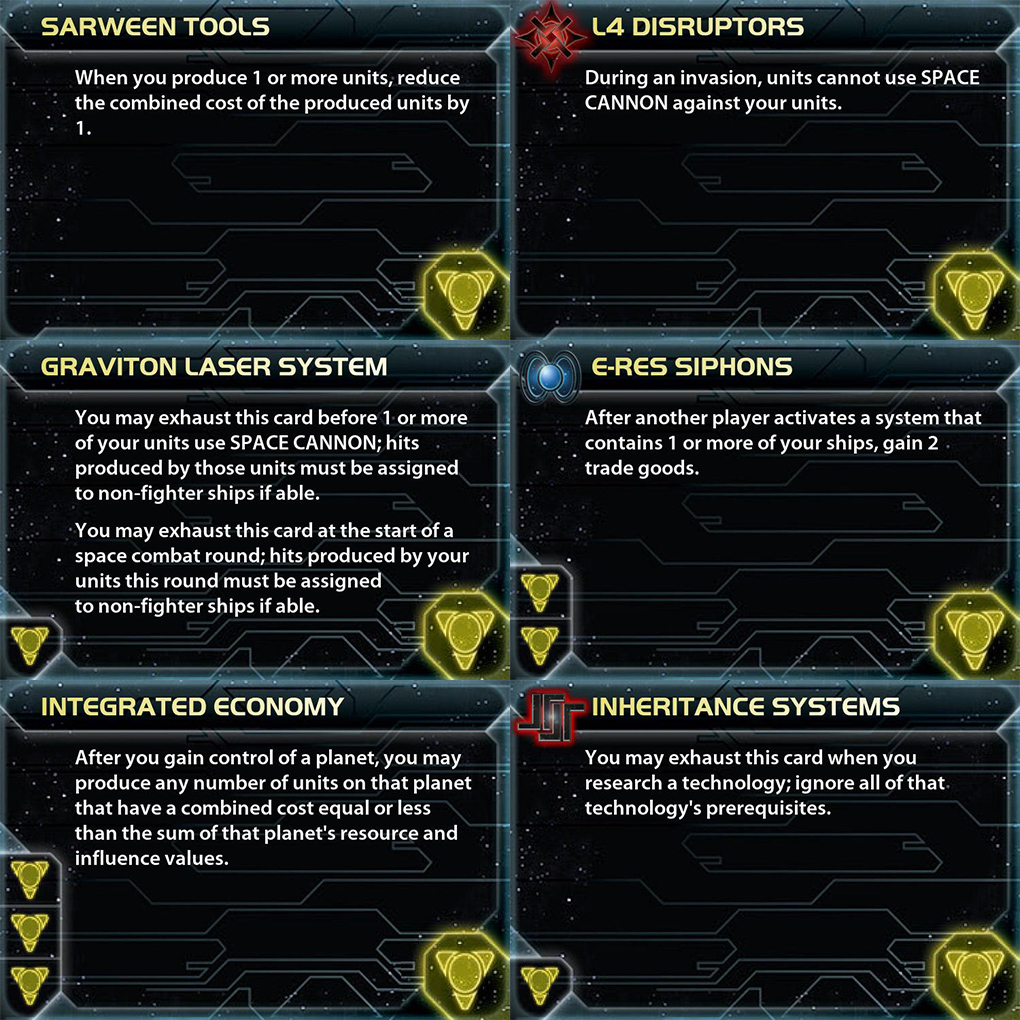 SARWEEN TOOLS
When you produce 1 or more units, reduce
the combined cost of the produced units by
1.
L4 DISRUPTORS
During an invasion, units cannot use SPACE
CANNON against your units.
GRAVITON LASER SYSTEM
You may exhaust this card before 1 or more
of your units use SPACE CANNON; hits
produced by those units must be assigned
to non-fighter ships if able.
You may exhaust this card at the start of a
space combat round; hits produced by your
units this round must be assigned
to non-fighter ships if able.
E-RES SIPHONS
After another player activates a system that
contains 1 or more of your ships, gain 2
trade goods.
INTEGRATED ECONOMY
After you gain control of a planet, you may
produce any number of units on that planet
that have a combined cost equal or less
than the sum of that planet's resource and
influence values.
INHERITANCE SYSTEMS
You may exhaust this card when you
research a technology; ignore all of that
technology's prerequisites.